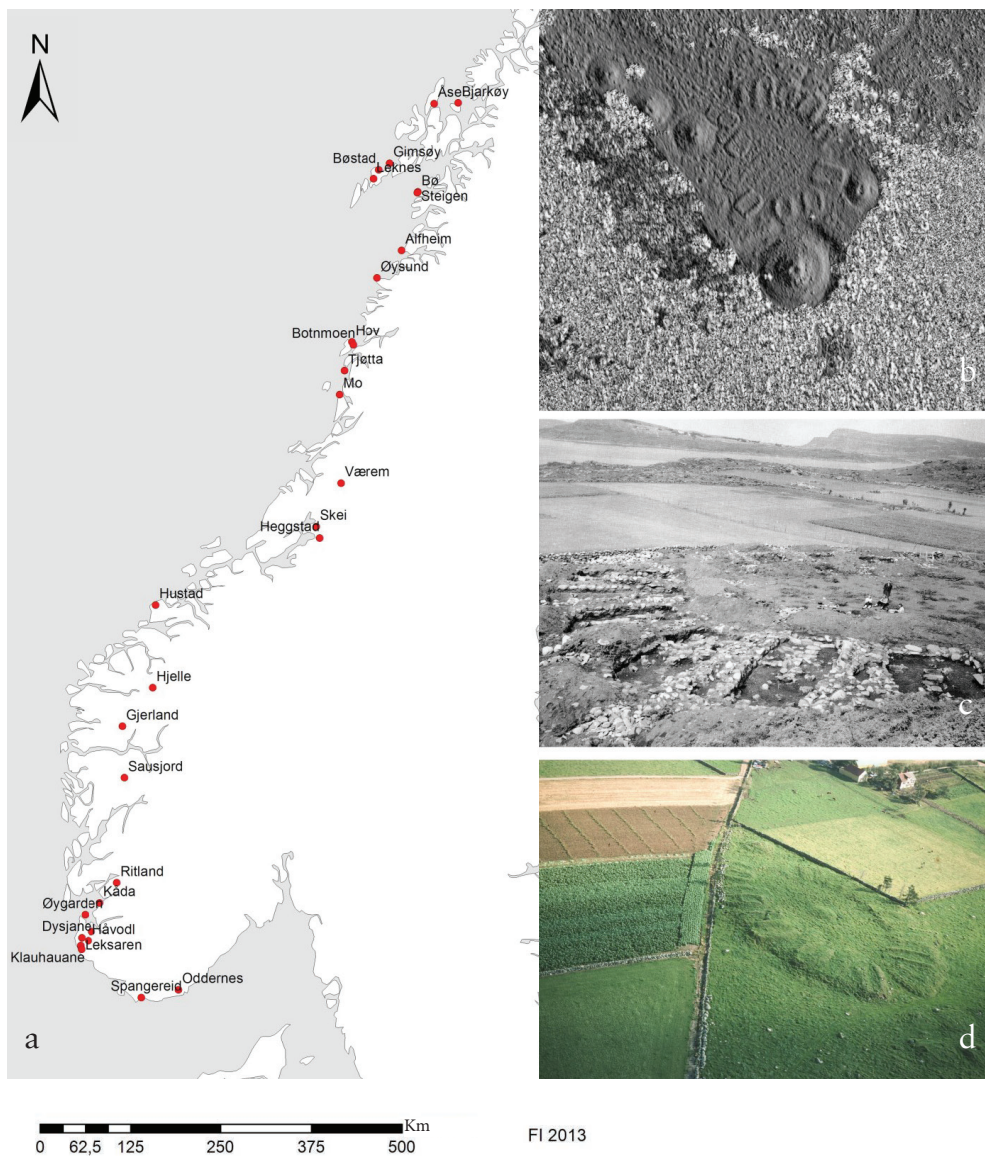 N
Åse Bjarkøy
Gimsøy
Bøstad
Leknes
Bø
Steigen
Alfheim
Øysund
Botnmoen Hov
Tjøtta
Mo
Værem
Skei
Heggstad
Hustad
Hjelle
Gjerland
Sausjord
Ritland
Kåda
Øygarden
Dysjane Håvodl
Leksaren
Klauhauane
Spangereid Oddernes
a
b
c
d
Km
0 62,5 125 250 375 500
FI 2013